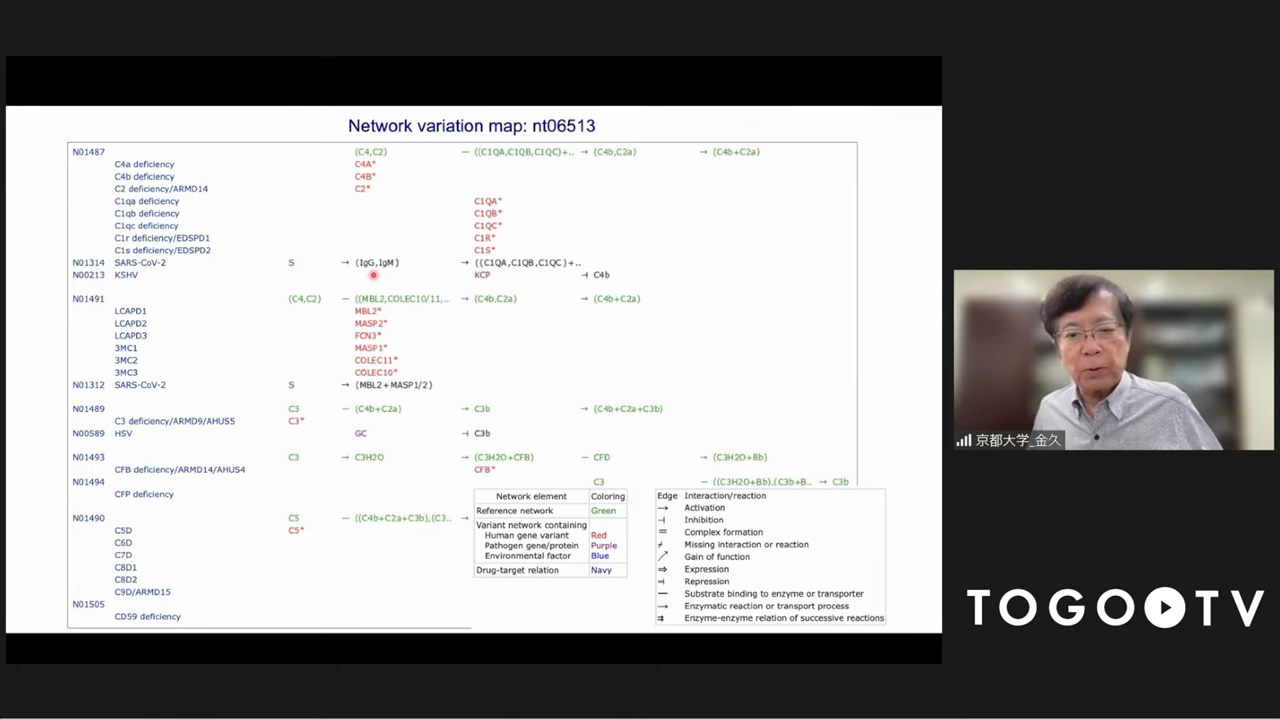 Network variation map: nt06513
N01487 (C4,C2) — ((C1QA,C1QB,C1QC)+.. → (C4b,C2a) → (C4b+C2a)
C4a deficiency C4A*
C4b deficiency C4B*
C2 deficiency/ARMD14 C2*
C1qa deficiency C1QA*
C1qb deficiency C1QB*
C1qc deficiency C1QC*
C1r deficiency/EDSPD1 C1R*
C1s deficiency/EDSPD2 C1S*
N01314 SARS-CoV-2 S → (IgG,IgM) → ((C1QA,C1QB,C1QC)+..
N00213 KSHV KCP ⊣ C4b
N01491 (C4,C2) — ((MBL2,COLEC10/11,.. → (C4b,C2a) → (C4b+C2a)
LCAPD1 MBL2*
LCAPD2 MASP2*
LCAPD3 FCN3*
3MC1 MASP1*
3MC2 COLEC11*
3MC3 COLEC10*
N01312 SARS-CoV-2 S → (MBL2+MASP1/2)
N01489 C3 — (C4b+C2a) → C3b → (C4b+C2a+C3b)
C3 deficiency/ARMD9/AHUS5 C3*
N00589 HSV GC ⊣ C3b
N01493 C3 → C3H2O → (C3H2O+CFB) — CFD → (C3H2O+Bb)
CFB deficiency/ARMD14/AHUS4 CFB*
N01494 C3 — ((C3H2O+Bb),(C3b+B.. → C3b
CFP deficiency
N01490 C5 — ((C4b+C2a+C3b),(C3.. →
C5D C5*
C6D
C7D
C8D1
C8D2
C9D/ARMD15
N01505
CD59 deficiency
Network element Coloring
Reference network Green
Variant network containing
Human gene variant Red
Pathogen gene/protein Purple
Environmental factor Blue
Drug-target relation Navy
Edge Interaction/reaction
→ Activation
⊣ Inhibition
= Complex formation
⌿ Missing interaction or reaction
↗ Gain of function
⇒ Expression
⫤ Repression
— Substrate binding to enzyme or transporter
→ Enzymatic reaction or transport process
⇉ Enzyme-enzyme relation of successive reactions
京都大学_金久
TOGO TV